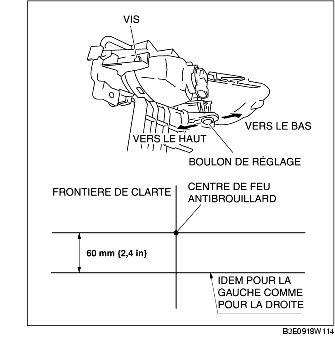 VIS
VERS LE BAS
VERS LE HAUT
BOULON DE RÉGLAGE
FRONTIERE DE CLARTE
CENTRE DE FEU
ANTIBROUILLARD
60 mm {2,4 in}
IDEM POUR LA
GAUCHE COMME
POUR LA DROITE
B3E0918W114